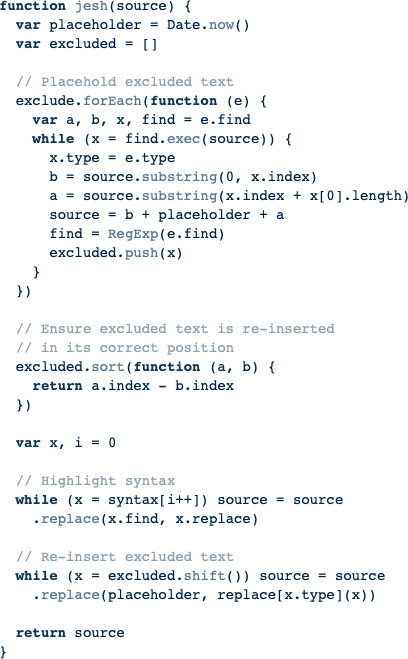 function jesh(source) {
  var placeholder = Date.now()
  var excluded = []

  // Placehold excluded text
  exclude.forEach(function (e) {
    var a, b, x, find = e.find
    while (x = find.exec(source)) {
      x.type = e.type
      b = source.substring(0, x.index)
      a = source.substring(x.index + x[0].length)
      source = b + placeholder + a
      find = RegExp(e.find)
      excluded.push(x)
    }
  })

  // Ensure excluded text is re-inserted
  // in its correct position
  excluded.sort(function (a, b) {
    return a.index - b.index
  })

  var x, i = 0

  // Highlight syntax
  while (x = syntax[i++]) source = source
    .replace(x.find, x.replace)

  // Re-insert excluded text
  while (x = excluded.shift()) source = source
    .replace(placeholder, replace[x.type](x))

  return source
}